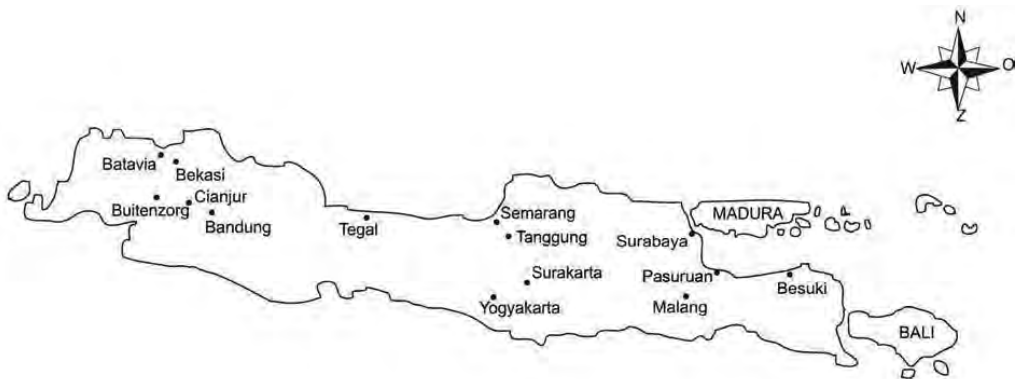 N
W O
Z
Batavia
Bekasi
Cianjur
Buitenzorg
Bandung
Tegal
Semarang
Tanggung
Surakarta
Yogyakarta
MADURA
Surabaya
Pasuruan
Malang
Besuki
BALI